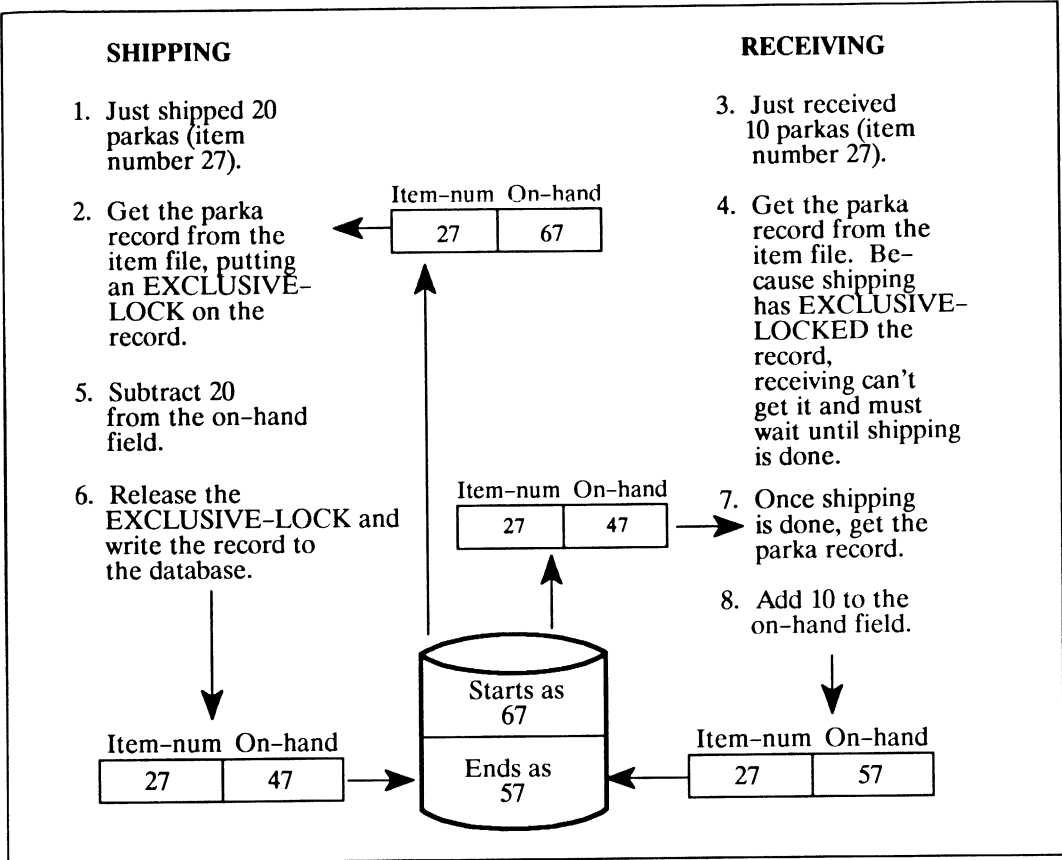 SHIPPING
1. Just shipped 20
parkas (item
number 27).
2. Get the parka
record from the
item file, putting
an EXCLUSIVE–
LOCK on the
record.
5. Subtract 20
from the on–hand
field.
6. Release the
EXCLUSIVE–LOCK and
write the record to
the database.
Item–num On–hand
27 67
Item–num On–hand
27 47
Item–num On–hand
27 47
Starts as
67
Ends as
57
RECEIVING
3. Just received
10 parkas (item
number 27).
4. Get the parka
record from the
item file. Be–
cause shipping
has EXCLUSIVE–
LOCKED the
record,
receiving can't
get it and must
wait until shipping
is done.
7. Once shipping
is done, get the
parka record.
8. Add 10 to the
on–hand field.
Item–num On–hand
27 57